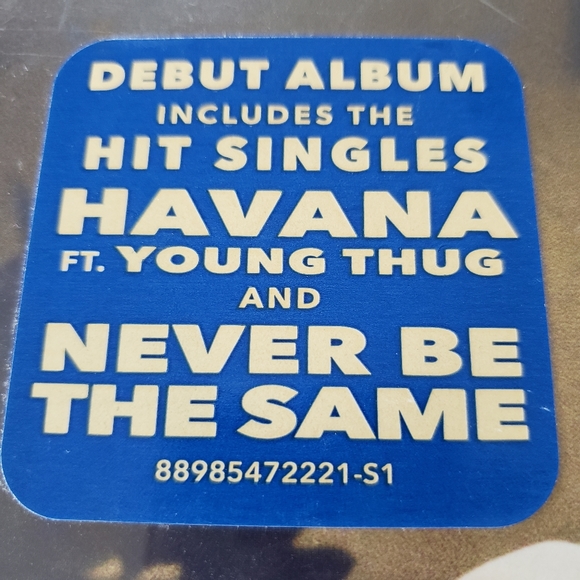 DEBUT ALBUM
INCLUDES THE
HIT SINGLES
HAVANA
FT. YOUNG THUG
AND
NEVER BE
THE SAME
88985472221-S1